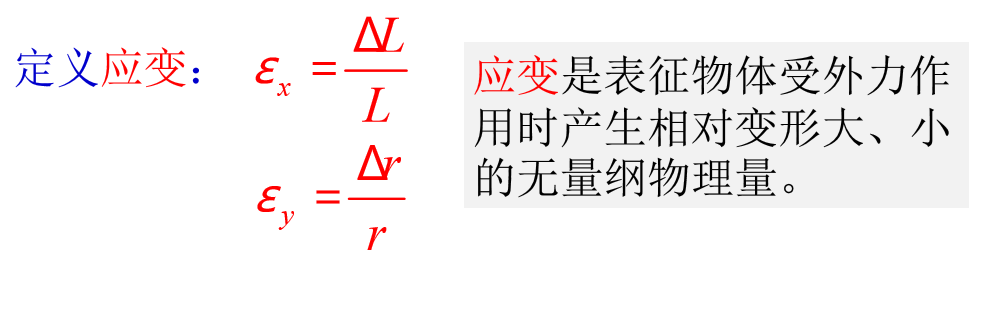 定义应变： εx = ΔL/L
εy = Δr/r
应变是表征物体受外力作
用时产生相对变形大、小
的无量纲物理量。